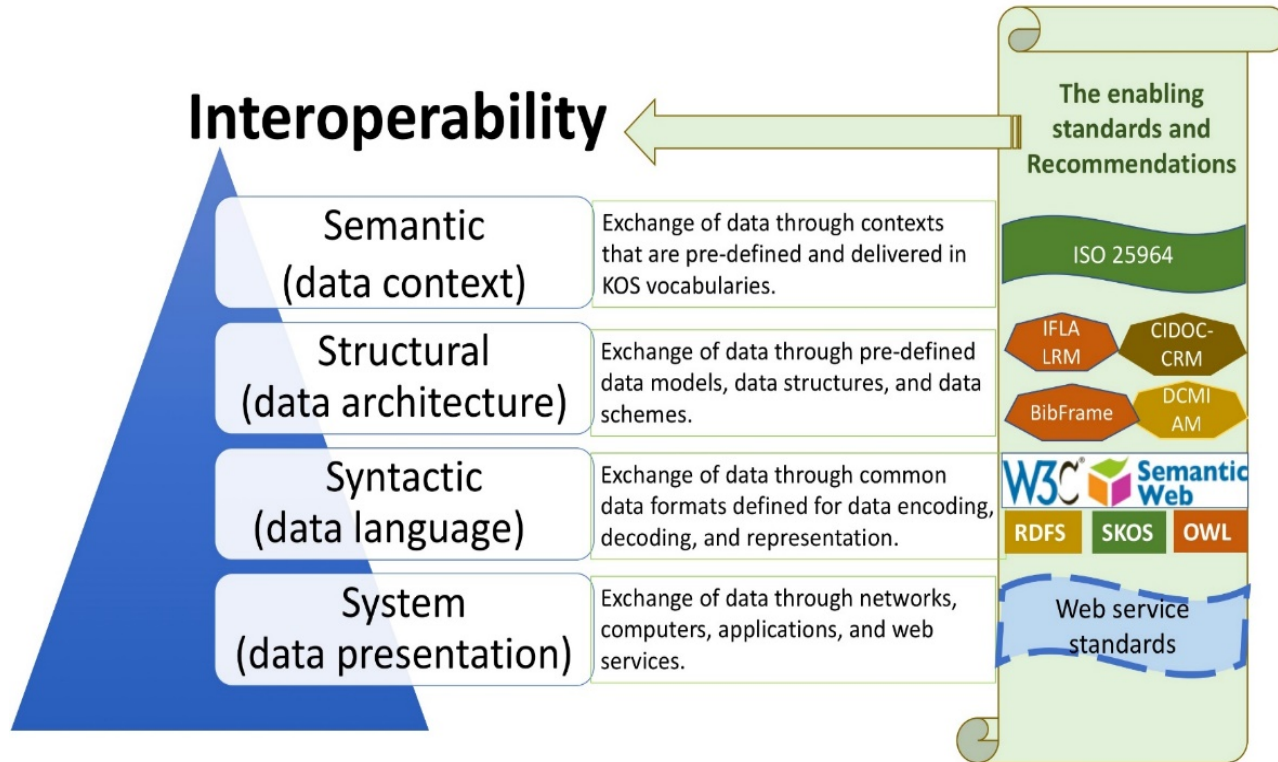 Interoperability
The enabling
standards and
Recommendations
Semantic
(data context)
Exchange of data through contexts
that are pre-defined and delivered in
KOS vocabularies.
ISO 25964
Structural
(data architecture)
Exchange of data through pre-defined
data models, data structures, and data
schemes.
IFLA
LRM
CIDOC-
CRM
BibFrame
DCMI
AM
Syntactic
(data language)
Exchange of data through common
data formats defined for data encoding,
decoding, and representation.
W3C®
Semantic
Web
RDFS
SKOS
OWL
System
(data presentation)
Exchange of data through networks,
computers, applications, and web
services.
Web service
standards